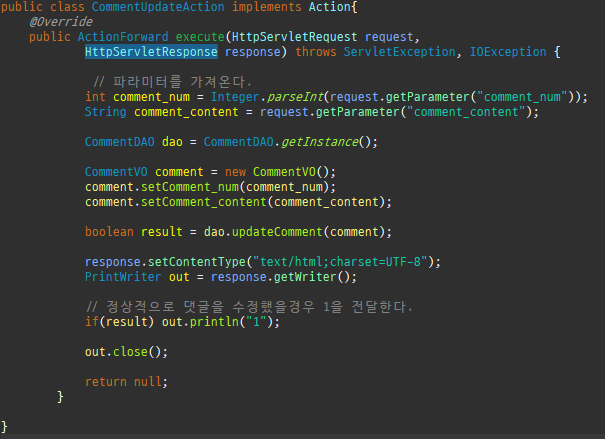 public class CommentUpdateAction implements Action{
@Override
public ActionForward execute(HttpServletRequest request,
HttpServletResponse response) throws ServletException, IOException {
// 파라미터를 가져온다.
int comment_num = Integer.parseInt(request.getParameter("comment_num"));
String comment_content = request.getParameter("comment_content");
CommentDAO dao = CommentDAO.getInstance();
CommentVO comment = new CommentVO();
comment.setComment_num(comment_num);
comment.setComment_content(comment_content);
boolean result = dao.updateComment(comment);
response.setContentType("text/html;charset=UTF-8");
PrintWriter out = response.getWriter();
// 정상적으로 댓글을 수정했을경우 1을 전달한다.
if(result) out.println("1");
out.close();
return null;
}
}